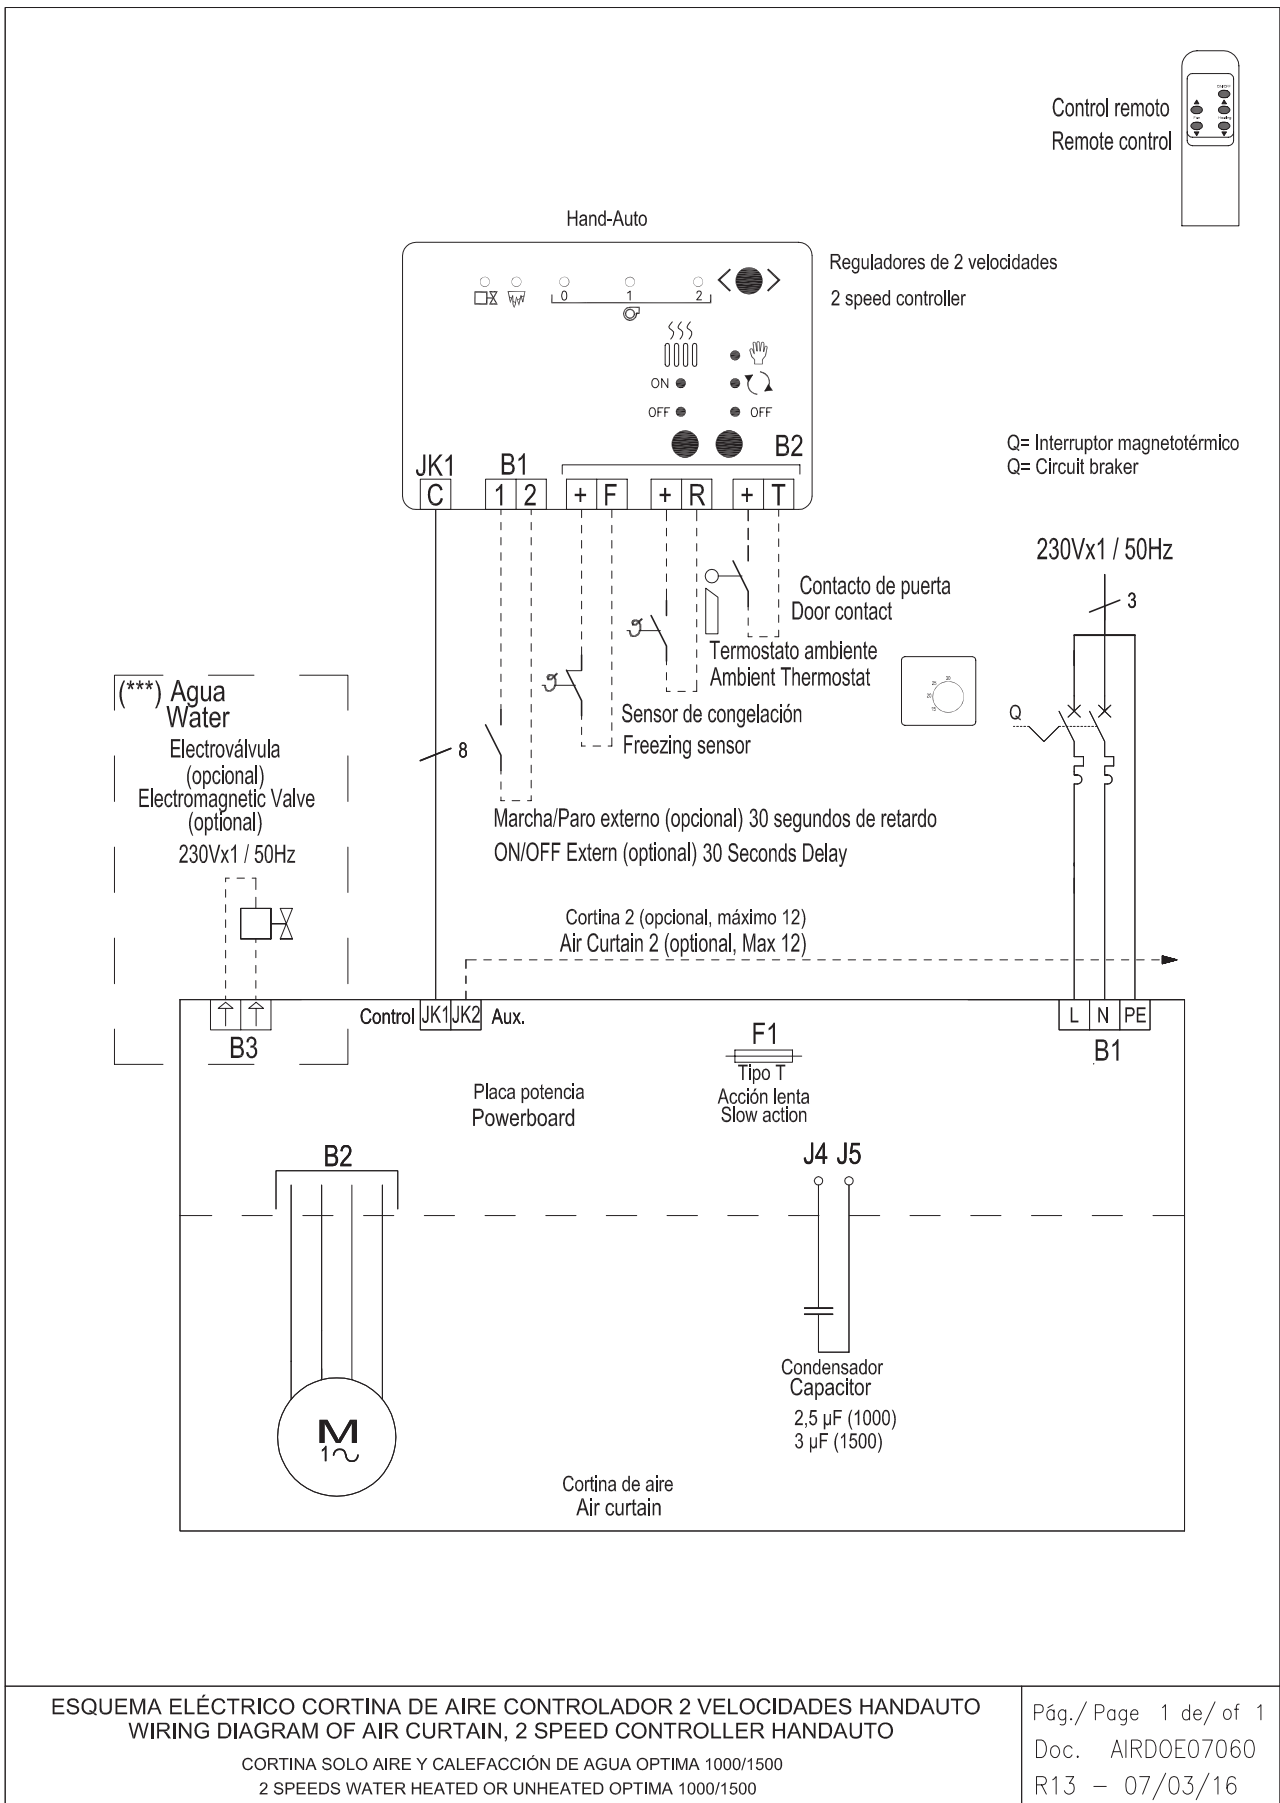 Control remoto
Remote control
ON/OFF
Fan
Heating
Hand-Auto
Reguladores de 2 velocidades
2 speed controller
0 1 2
ON
OFF
OFF
JK1 B1 B2
C 1 2 + F + R + T
Q= Interruptor magnetotérmico
Q= Circuit braker
230Vx1 / 50Hz
3
Contacto de puerta
Door contact
Termostato ambiente
Ambient Thermostat
15 20 25 30
Sensor de congelación
Freezing sensor
Q
(***) Agua
Water
Electroválvula
(opcional)
Electromagnetic Valve
(optional)
230Vx1 / 50Hz
8
Marcha/Paro externo (opcional) 30 segundos de retardo
ON/OFF Extern (optional) 30 Seconds Delay
Cortina 2 (opcional, máximo 12)
Air Curtain 2 (optional, Max 12)
Control JK1 JK2 Aux.
L N PE
B3
B1
F1
Tipo T
Acción lenta
Slow action
Placa potencia
Powerboard
B2
J4 J5
Condensador
Capacitor
2,5 µF (1000)
3 µF (1500)
M
1
Cortina de aire
Air curtain
ESQUEMA ELÉCTRICO CORTINA DE AIRE CONTROLADOR 2 VELOCIDADES HANDAUTO
WIRING DIAGRAM OF AIR CURTAIN, 2 SPEED CONTROLLER HANDAUTO
CORTINA SOLO AIRE Y CALEFACCIÓN DE AGUA OPTIMA 1000/1500
2 SPEEDS WATER HEATED OR UNHEATED OPTIMA 1000/1500
Pág./ Page 1 de/ of 1
Doc. AIRDOE07060
R13 – 07/03/16